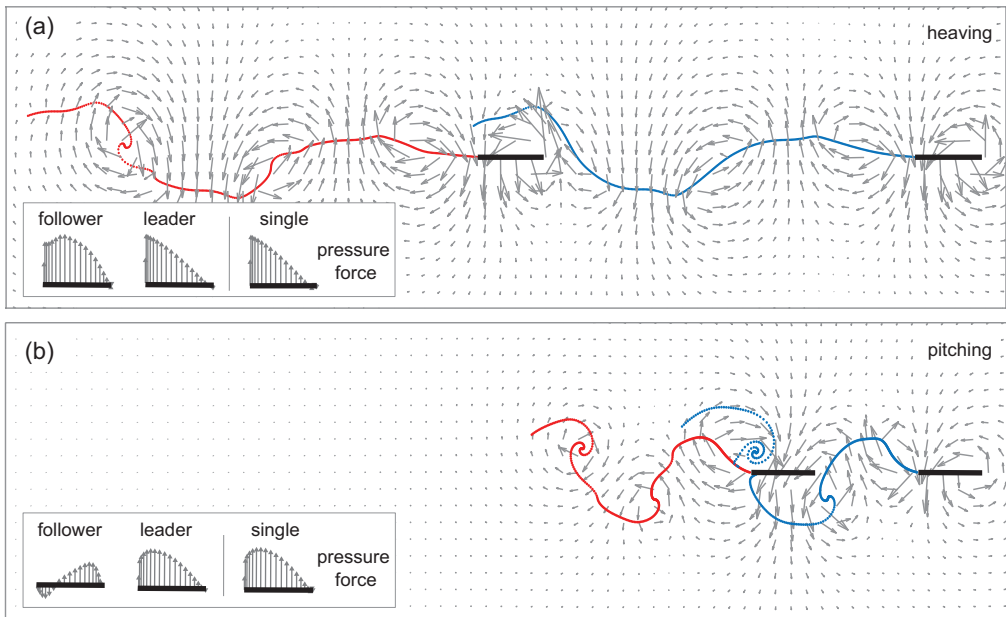 (a)
heaving
follower leader single
pressure
force
(b)
pitching
follower leader single
pressure
force